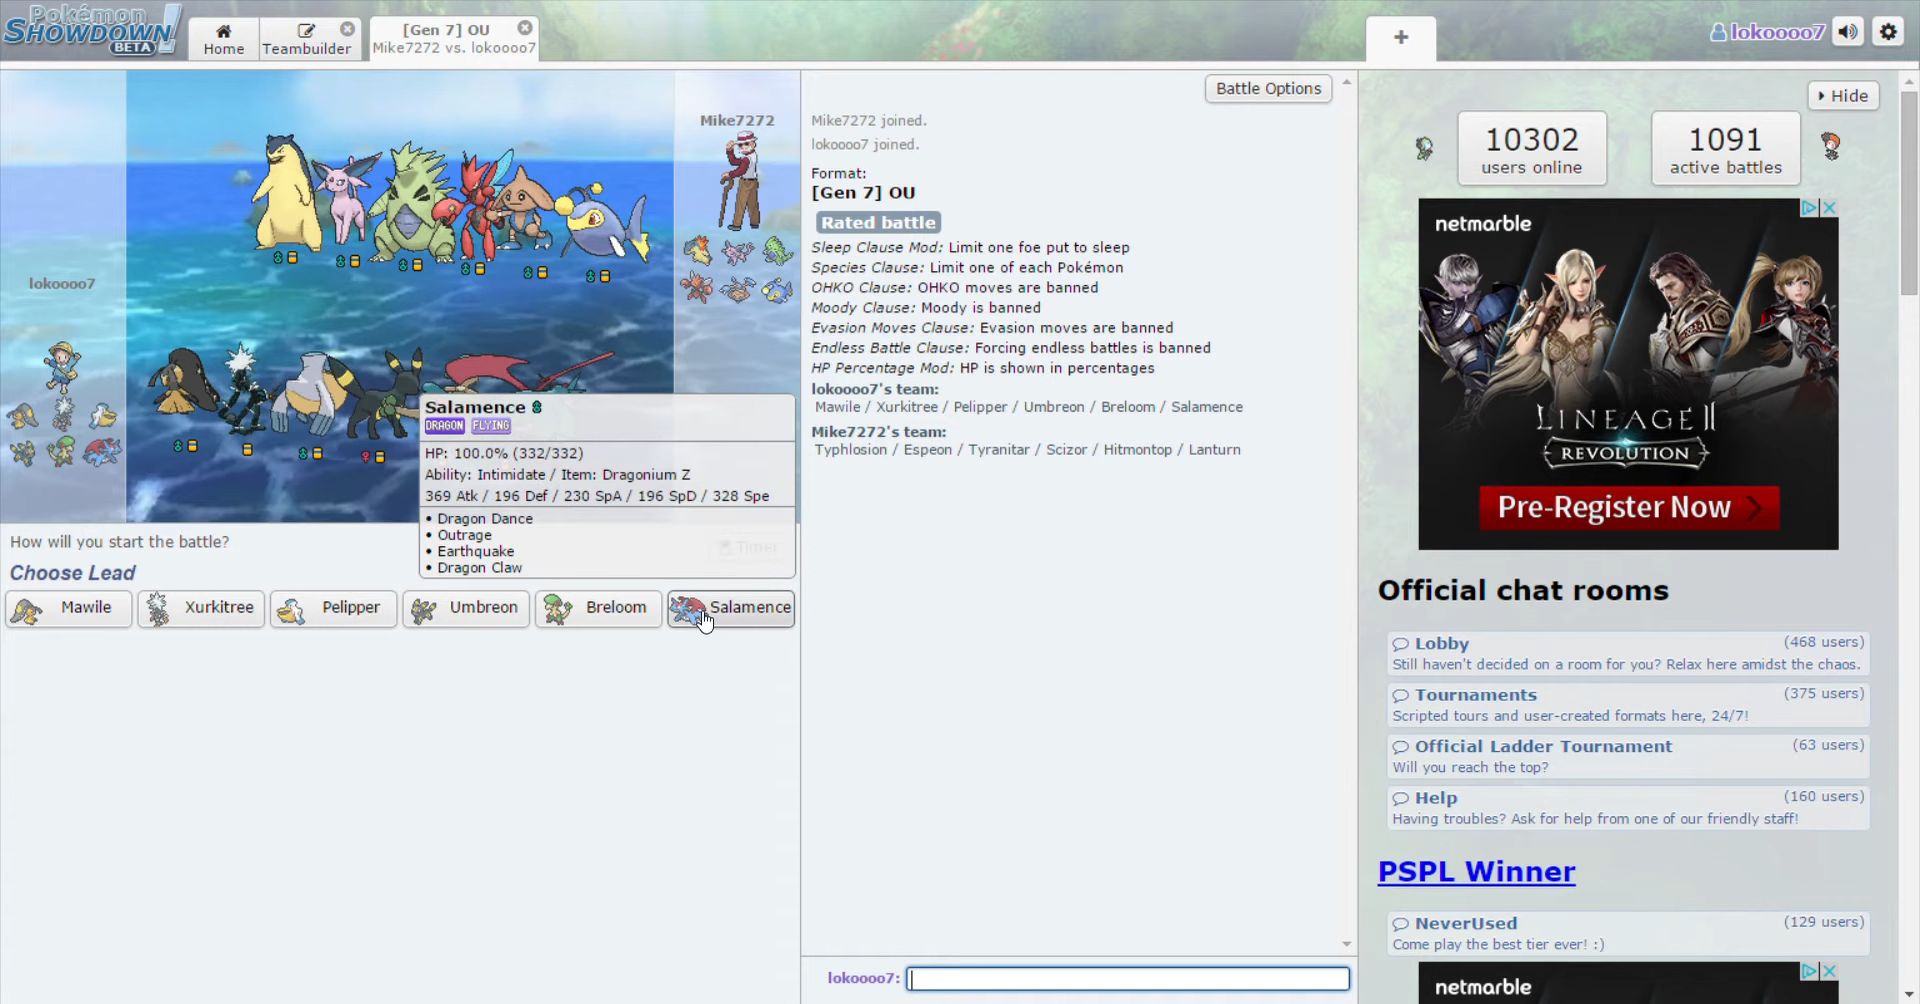 Pokémon
SHOWDOWN!
BETA
Home
Teambuilder
[Gen 7] OU
Mike7272 vs. lokoooo7
+
lokoooo7
Mike7272
lokoooo7
Salamence
DRAGON FLYING
HP: 100.0% (332/332)
Ability: Intimidate / Item: Dragonium Z
369 Atk / 196 Def / 230 SpA / 196 SpD / 328 Spe
• Dragon Dance
• Outrage
• Earthquake
• Dragon Claw
How will you start the battle?
Timer
Choose Lead
Mawile
Xurkitree
Pelipper
Umbreon
Breloom
Salamence
Battle Options
Mike7272 joined.
lokoooo7 joined.
Format:
[Gen 7] OU
Rated battle
Sleep Clause Mod: Limit one foe put to sleep
Species Clause: Limit one of each Pokémon
OHKO Clause: OHKO moves are banned
Moody Clause: Moody is banned
Evasion Moves Clause: Evasion moves are banned
Endless Battle Clause: Forcing endless battles is banned
HP Percentage Mod: HP is shown in percentages
lokoooo7's team:
Mawile / Xurkitree / Pelipper / Umbreon / Breloom / Salamence
Mike7272's team:
Typhlosion / Espeon / Tyranitar / Scizor / Hitmontop / Lanturn
lokoooo7:
Hide
10302
users online
1091
active battles
netmarble
LINEAGE II
REVOLUTION
Pre-Register Now
Official chat rooms
Lobby
(468 users)
Still haven't decided on a room for you? Relax here amidst the chaos.
Tournaments
(375 users)
Scripted tours and user-created formats here, 24/7!
Official Ladder Tournament
(63 users)
Will you reach the top?
Help
(160 users)
Having troubles? Ask for help from one of our friendly staff!
PSPL Winner
NeverUsed
(129 users)
Come play the best tier ever! :)
netmarble